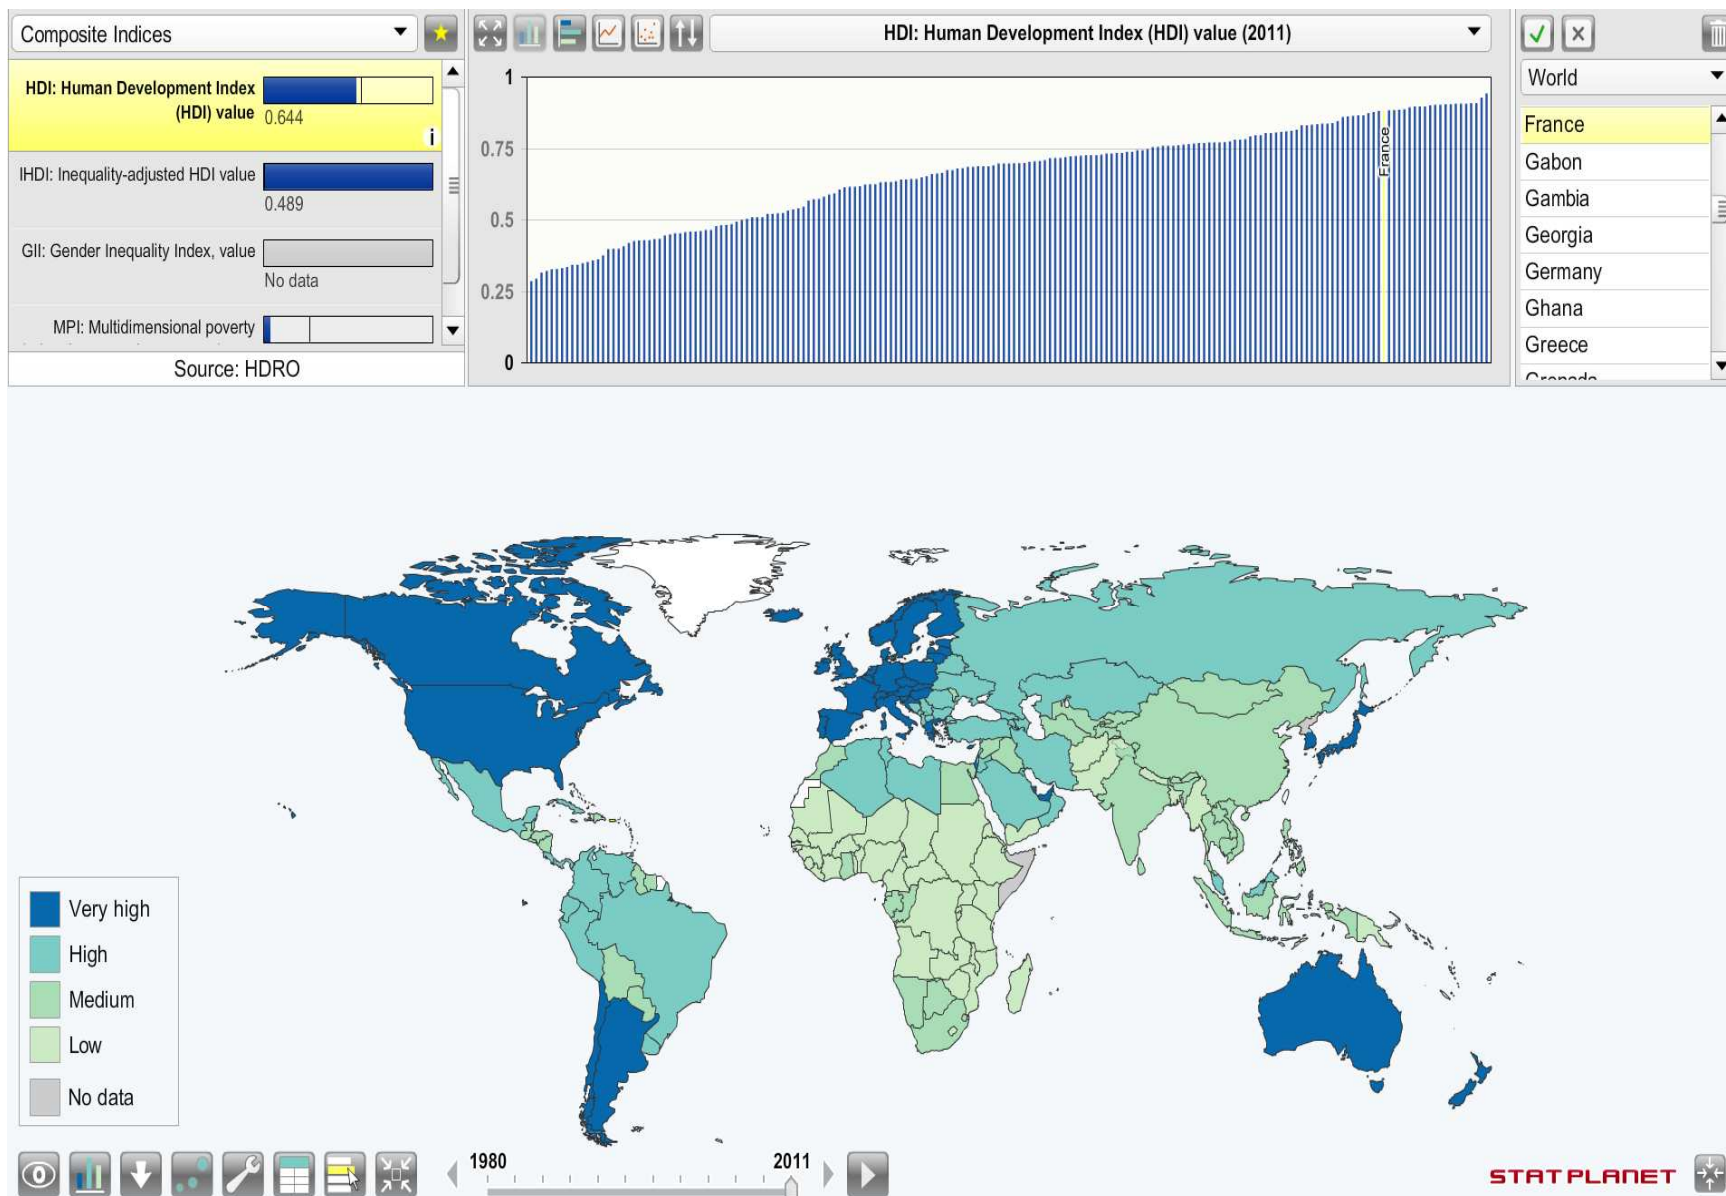 Composite Indices
HDI: Human Development Index
(HDI) value
0.644
i
IHDI: Inequality-adjusted HDI value
0.489
GII: Gender Inequality Index, value
No data
MPI: Multidimensional poverty
Source: HDRO
HDI: Human Development Index (HDI) value (2011)
1
0.75
0.5
0.25
0
France
World
France
Gabon
Gambia
Georgia
Germany
Ghana
Greece
Grenada
Very high
High
Medium
Low
No data
1980
2011
STAT PLANET